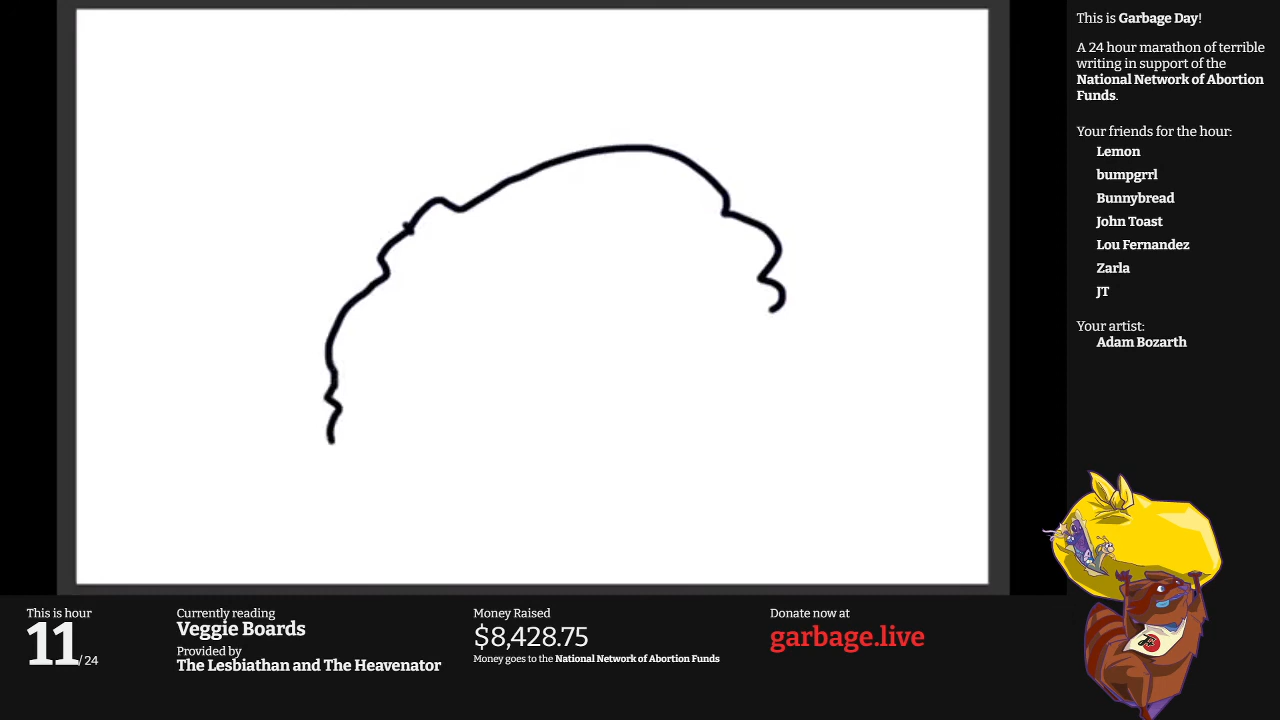 This is Garbage Day!
A 24 hour marathon of terrible
writing in support of the
National Network of Abortion
Funds.
Your friends for the hour:
Lemon
bumpgrrl
Bunnybread
John Toast
Lou Fernandez
Zarla
JT
Your artist:
Adam Bozarth
This is hour
11/ 24
Currently reading
Veggie Boards
Provided by
The Lesbiathan and The Heavenator
Money Raised
$8,428.75
Money goes to the National Network of Abortion Funds
Donate now at
garbage.live